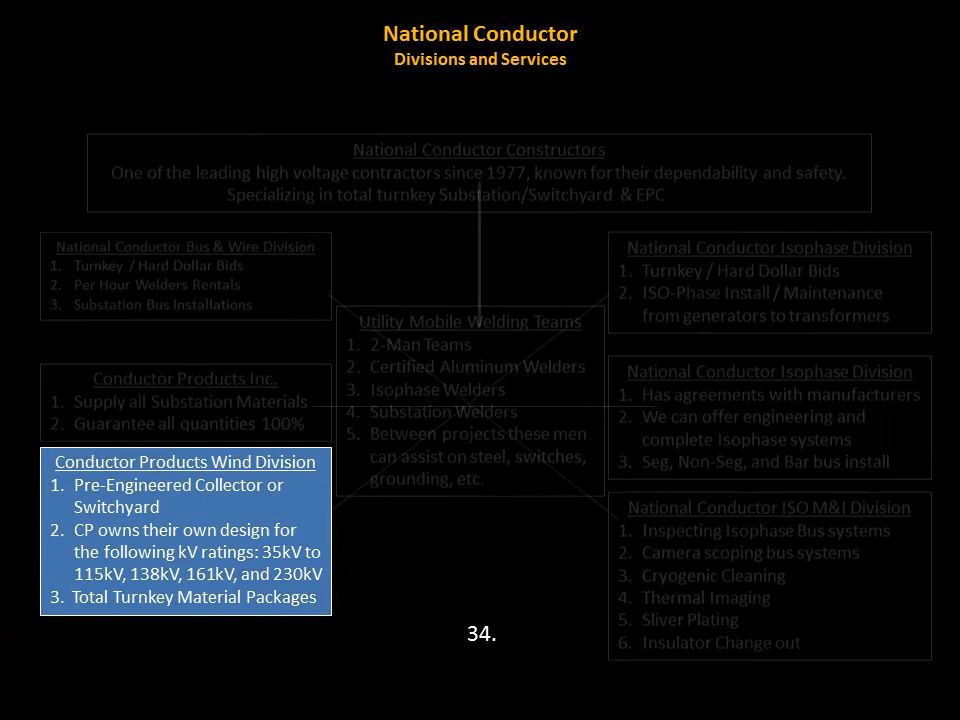 National Conductor
Divisions and Services
National Conductor Constructors
One of the leading high voltage contractors since 1977, known for their dependability and safety.
Specializing in total turnkey Substation/Switchyard & EPC
National Conductor Bus & Wire Division
1. Turnkey / Hard Dollar Bids
2. Per Hour Welders Rentals
3. Substation Bus Installations
Conductor Products Inc.
1. Supply all Substation Materials
2. Guarantee all quantities 100%
Conductor Products Wind Division
1. Pre-Engineered Collector or
Switchyard
2. CP owns their own design for
the following kV ratings: 35kV to
115kV, 138kV, 161kV, and 230kV
3. Total Turnkey Material Packages
Utility Mobile Welding Teams
1. 2-Man Teams
2. Certified Aluminum Welders
3. Isophase Welders
4. Substation Welders
5. Between projects these men
can assist on steel, switches,
grounding, etc.
National Conductor Isophase Division
1. Turnkey / Hard Dollar Bids
2. ISO-Phase Install / Maintenance
from generators to transformers
National Conductor Isophase Division
1. Has agreements with manufacturers
2. We can offer engineering and
complete Isophase systems
3. Seg, Non-Seg, and Bar bus install
National Conductor ISO M&I Division
1. Inspecting Isophase Bus systems
2. Camera scoping bus systems
3. Cryogenic Cleaning
4. Thermal Imaging
5. Sliver Plating
6. Insulator Change out
34.